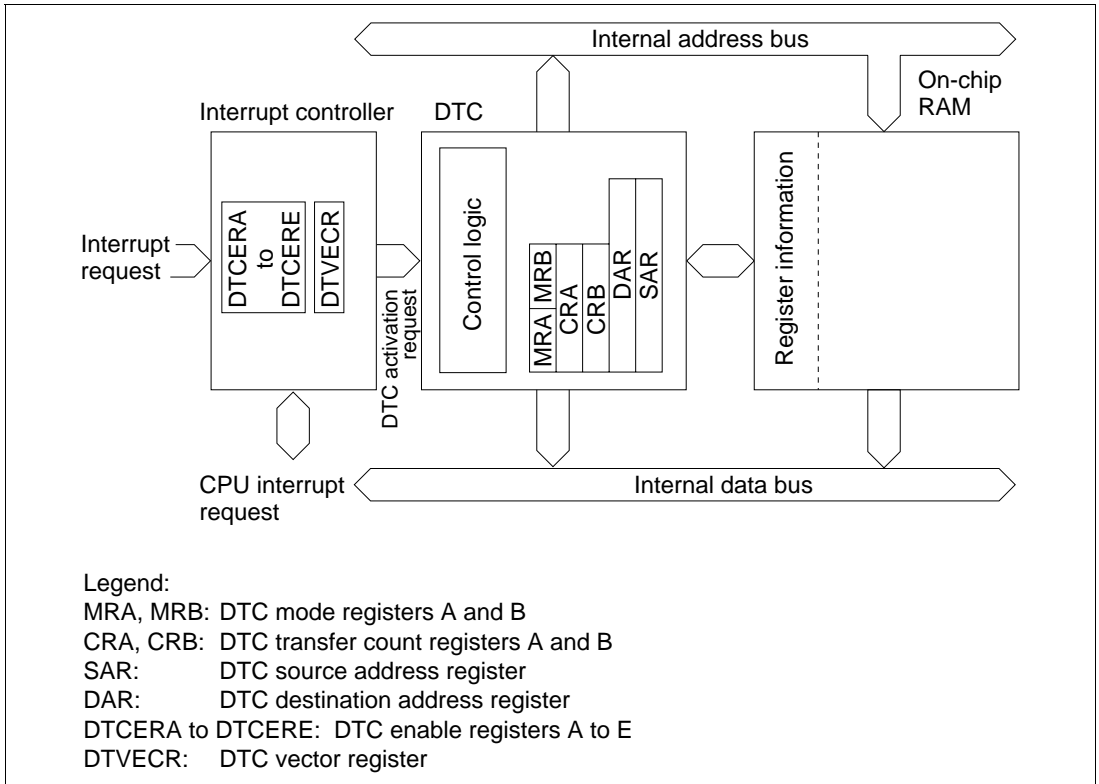 Internal address bus
On-chip
RAM
Interrupt controller
DTC
Interrupt
request
DTCERA
to
DTCERE
DTVECR
DTC activation
request
Control logic
MRA
MRB
CRA
CRB
DAR
SAR
Register information
CPU interrupt
request
Internal data bus
Legend:
MRA, MRB: DTC mode registers A and B
CRA, CRB: DTC transfer count registers A and B
SAR: DTC source address register
DAR: DTC destination address register
DTCERA to DTCERE: DTC enable registers A to E
DTVECR: DTC vector register